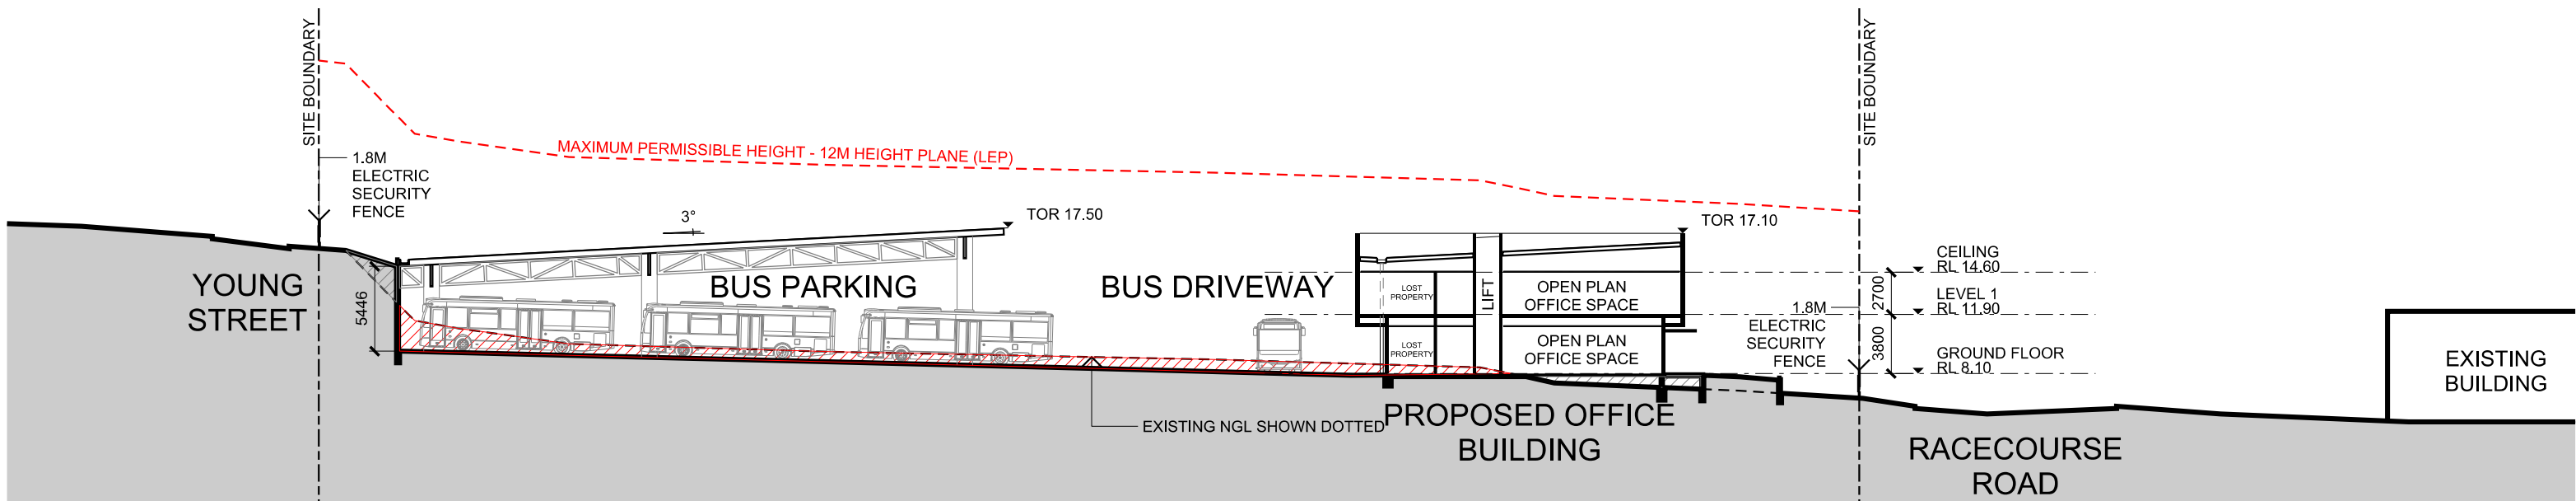 SITE BOUNDARY
1.8M
ELECTRIC
SECURITY
FENCE
MAXIMUM PERMISSIBLE HEIGHT - 12M HEIGHT PLANE (LEP)
3°
TOR 17.50
TOR 17.10
SITE BOUNDARY
YOUNG
STREET
5446
BUS PARKING
BUS DRIVEWAY
LOST
PROPERTY
LIFT
OPEN PLAN
OFFICE SPACE
LOST
PROPERTY
OPEN PLAN
OFFICE SPACE
1.8M
ELECTRIC
SECURITY
FENCE
2700
3800
CEILING
RL 14.60
LEVEL 1
RL 11.90
GROUND FLOOR
RL 8.10
EXISTING
BUILDING
EXISTING NGL SHOWN DOTTED
PROPOSED OFFICE
BUILDING
RACECOURSE
ROAD